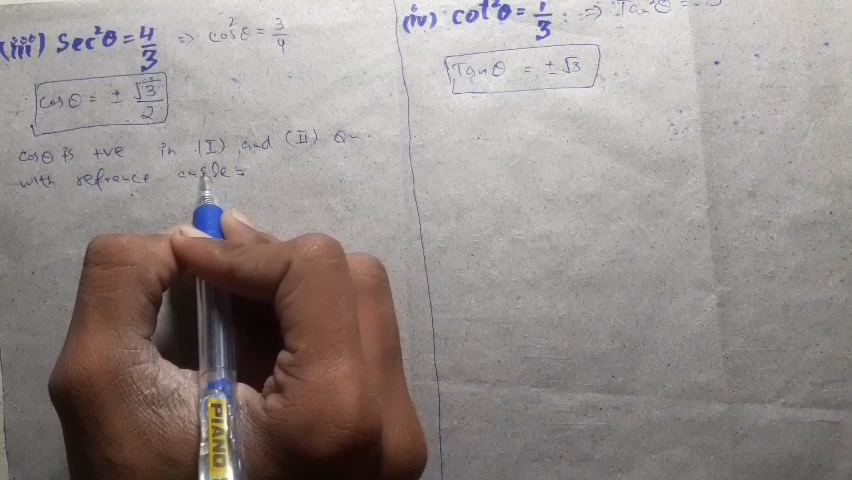 (iii) Sec²θ = 4/3 => cos²θ = 3/4
cosθ = ± √3/2
cosθ is +ve in (I) and (II) Qu
with refrence angle =
(iv) cot²θ = 1/3 => Tan²θ =
Tanθ = ± √3
PIANO